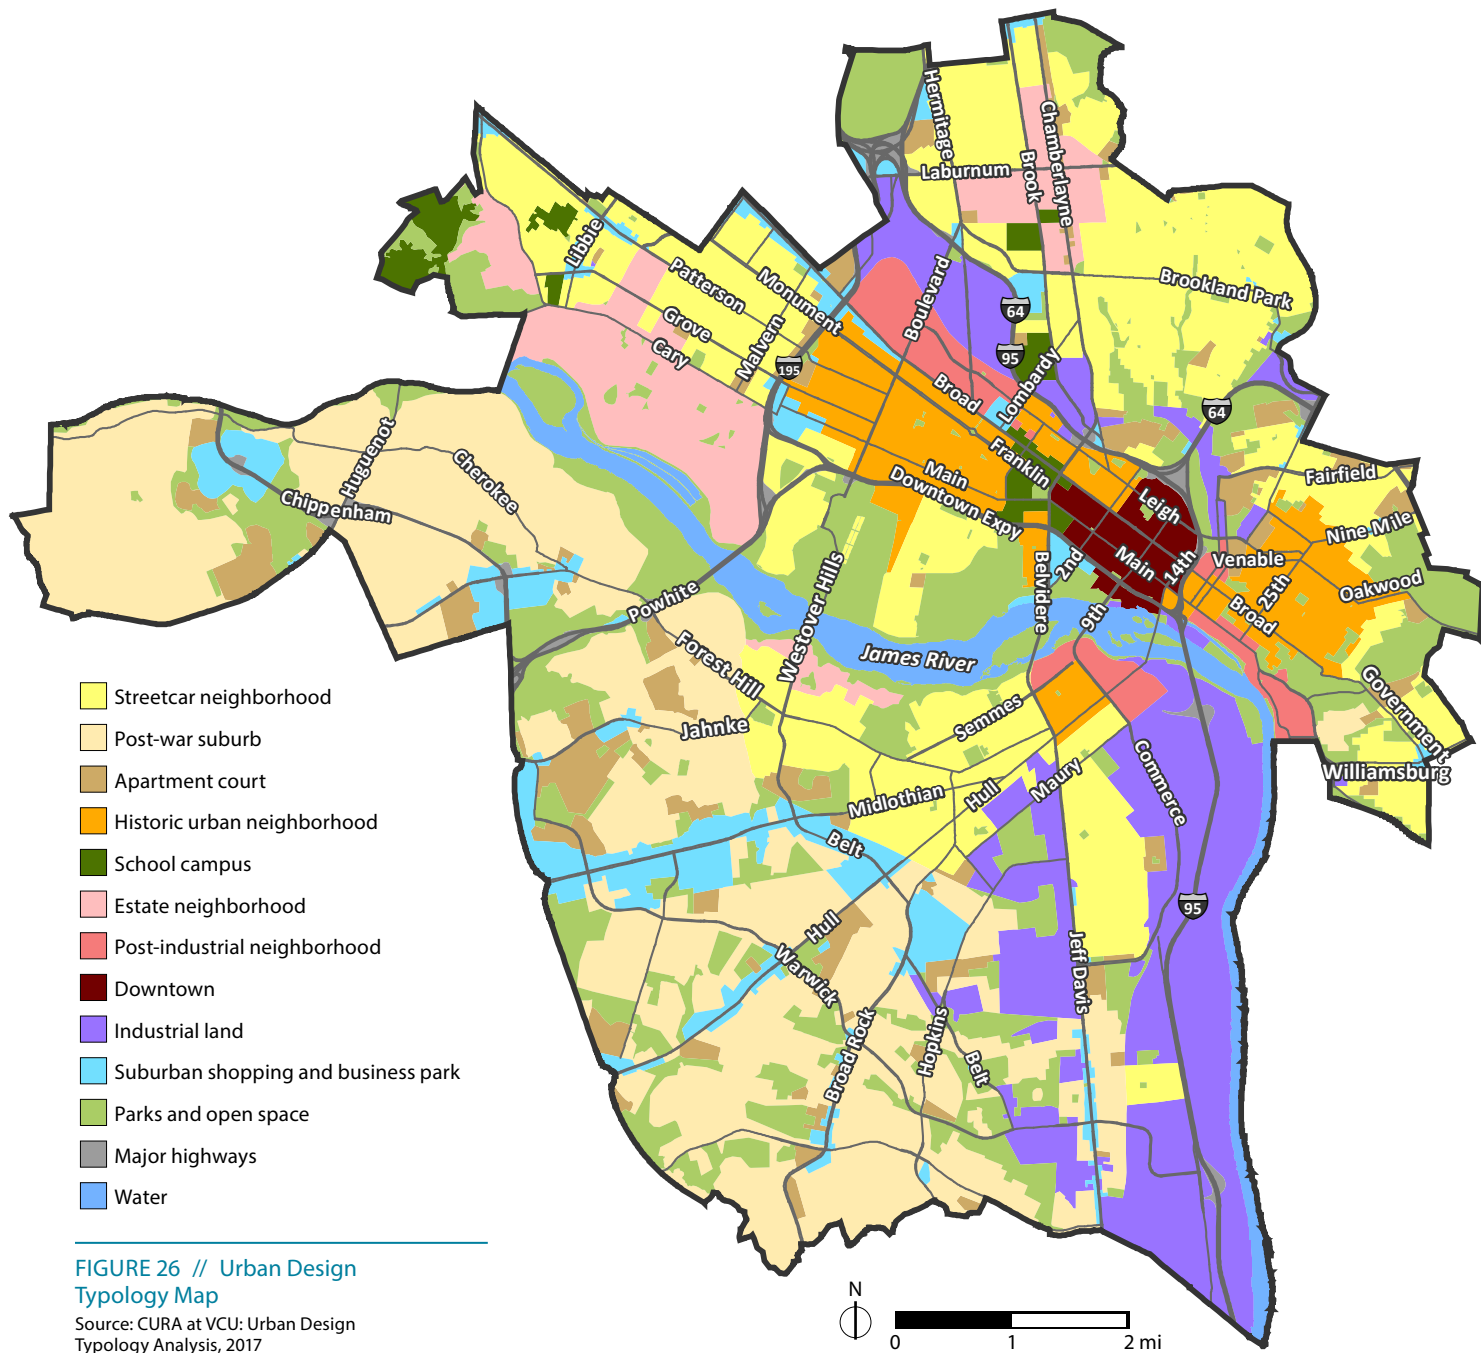 Hermitage
Chamberlayne
Brook
Laburnum
Libbie
Patterson
Monument
Boulevard
Brookland Park
Grove
Cary
Malvern
64
95
195
Lombardy
Broad
64
Huguenot
Cherokee
Chippenham
Franklin
Main
Downtown Expy
Leigh
Fairfield
Nine Mile
Venable
Oakwood
25th
Broad
Main
14th
2nd
9th
Belvidere
Powhite
Westover Hills
James River
Forest Hill
Jahnke
Semmes
Government
Williamsburg
Commerce
Maury
Hull
Midlothian
Belt
95
Hull
Warwick
Jeff Davis
Broad Rock
Hopkins
Belt
Streetcar neighborhood
Post-war suburb
Apartment court
Historic urban neighborhood
School campus
Estate neighborhood
Post-industrial neighborhood
Downtown
Industrial land
Suburban shopping and business park
Parks and open space
Major highways
Water
FIGURE 26 // Urban Design
Typology Map
Source: CURA at VCU: Urban Design
Typology Analysis, 2017
N
0 1 2 mi